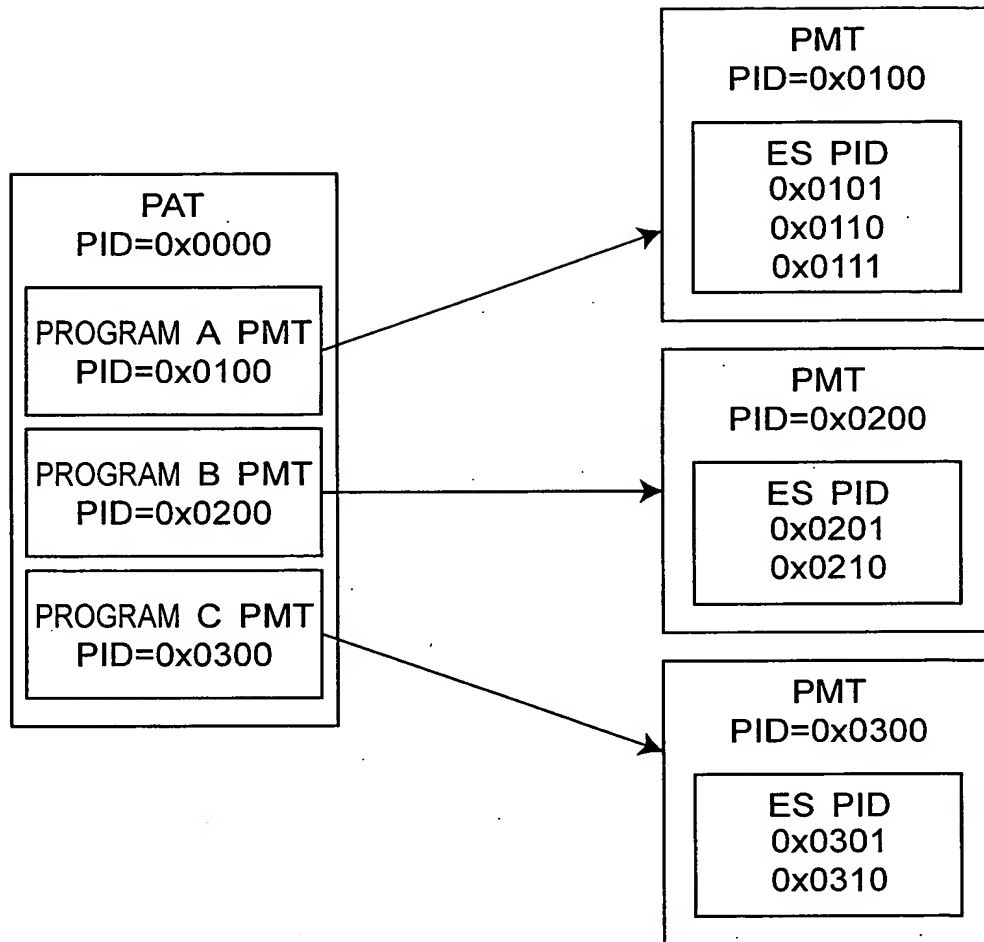 PAT
PID=0x0000
PROGRAM A PMT
PID=0x0100
PROGRAM B PMT
PID=0x0200
PROGRAM C PMT
PID=0x0300
PMT
PID=0x0100
ES PID
0x0101
0x0110
0x0111
PMT
PID=0x0200
ES PID
0x0201
0x0210
PMT
PID=0x0300
ES PID
0x0301
0x0310